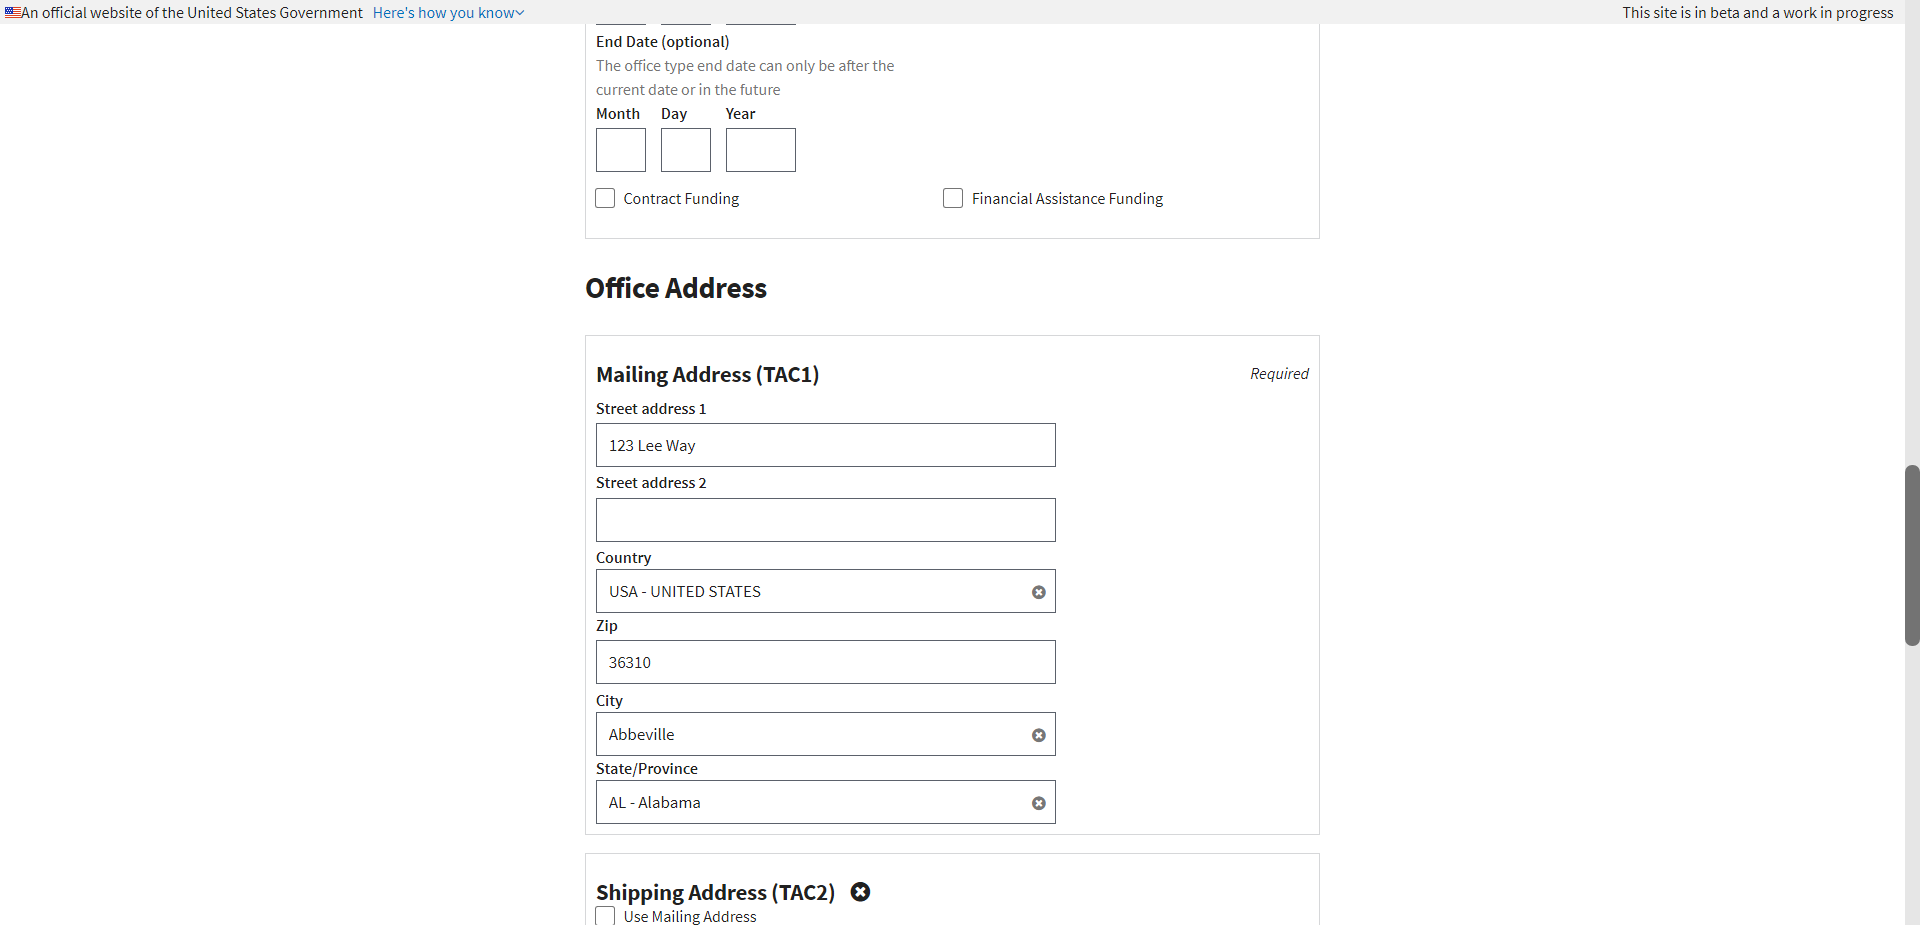 An official website of the United States Government Here's how you know
This site is in beta and a work in progress
End Date (optional)
The office type end date can only be after the
current date or in the future
Month Day Year
Contract Funding Financial Assistance Funding
Office Address
Mailing Address (TAC1) Required
Street address 1
123 Lee Way
Street address 2
Country
USA - UNITED STATES
Zip
36310
City
Abbeville
State/Province
AL - Alabama
Shipping Address (TAC2)
Use Mailing Address